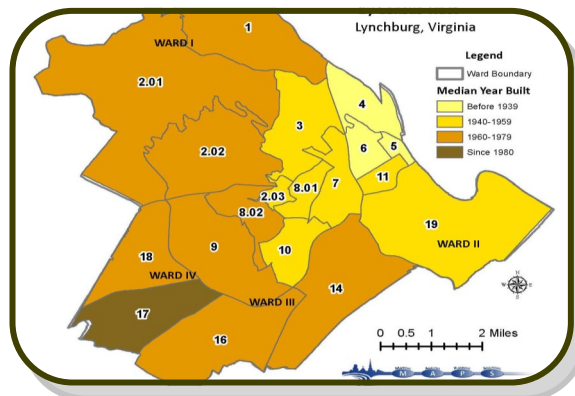 Lynchburg, Virginia
Legend
Ward Boundary
Median Year Built
Before 1939
1940-1959
1960-1979
Since 1980
1
WARD I
2.01
4
3
2.02
6
5
11
2.03
8.01
7
8.02
19
WARD II
9
10
18
WARD IV
14
17
WARD III
16
N
W
E
S
0 0.5 1 2 Miles
M A P S